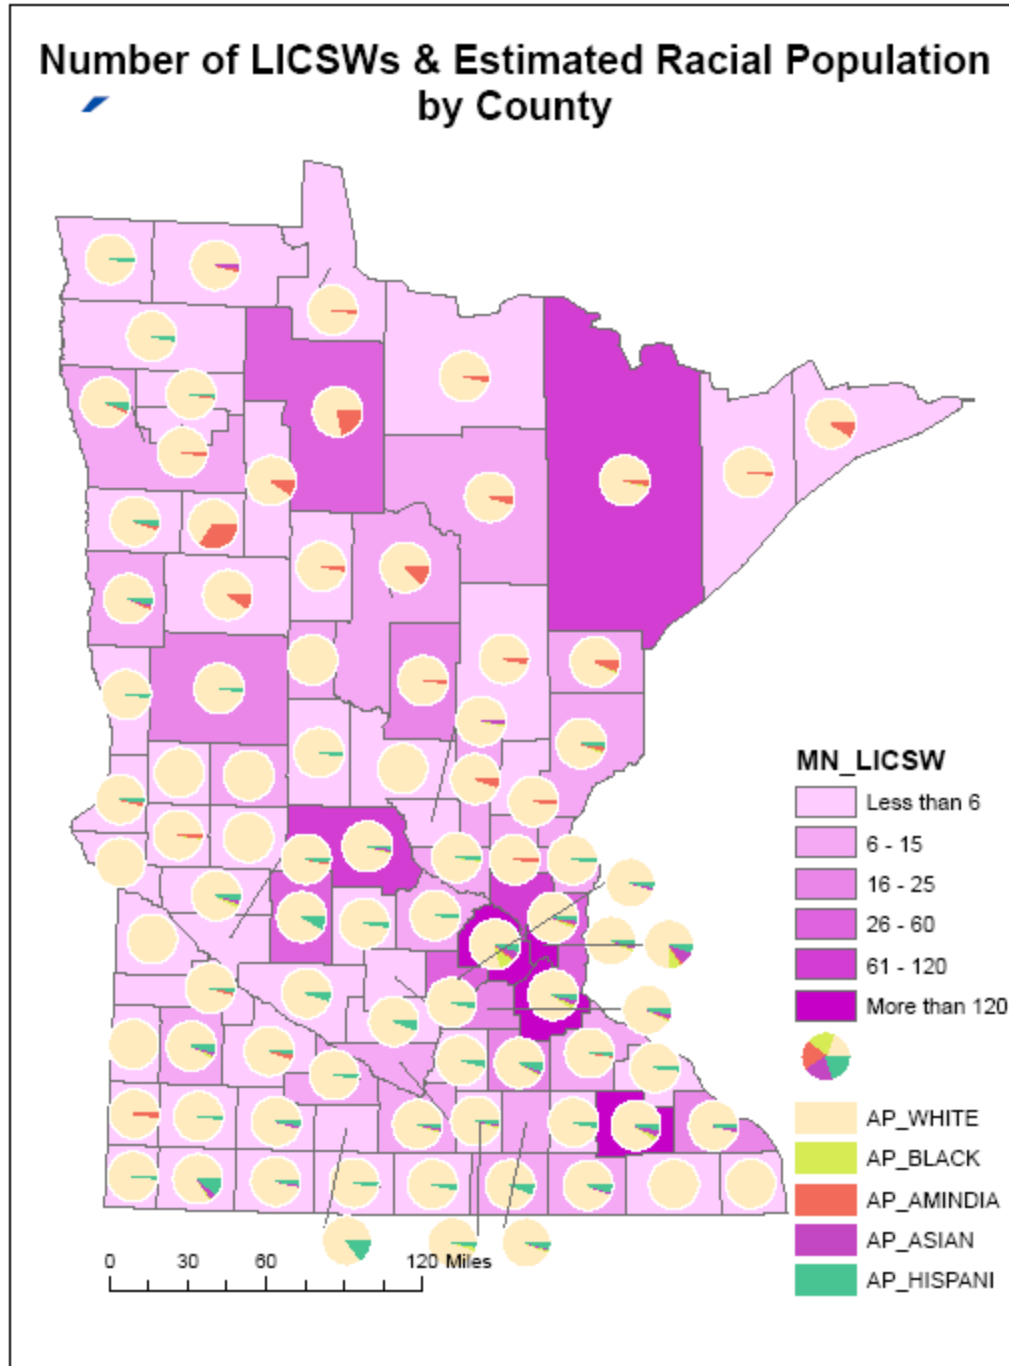 Number of LICSWs & Estimated Racial Population
by County
MN_LICSW
Less than 6
6 - 15
16 - 25
26 - 60
61 - 120
More than 120
AP_WHITE
AP_BLACK
AP_AMINDIA
AP_ASIAN
AP_HISPANI
0 30 60 120 Miles